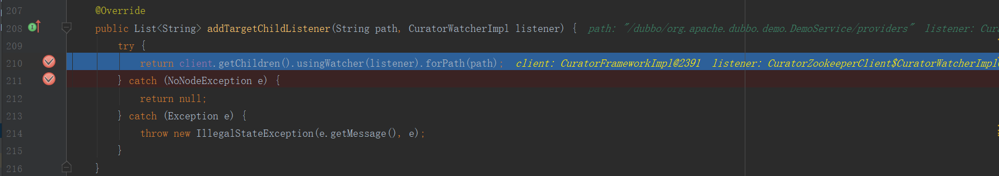 207 @Override
208 public List<String> addTargetChildListener(String path, CuratorWatcherImpl listener) { path: "/dubbo/org.apache.dubbo.demo.DemoService/providers" listener: Cura
209 try {
210 return client.getChildren().usingWatcher(listener).forPath(path); client: CuratorFrameworkImpl@2391 listener: CuratorZookeeperClient$CuratorWatcherImpl@
211 } catch (NoNodeException e) {
212 return null;
213 } catch (Exception e) {
214 throw new IllegalStateException(e.getMessage(), e);
215 }
216 }